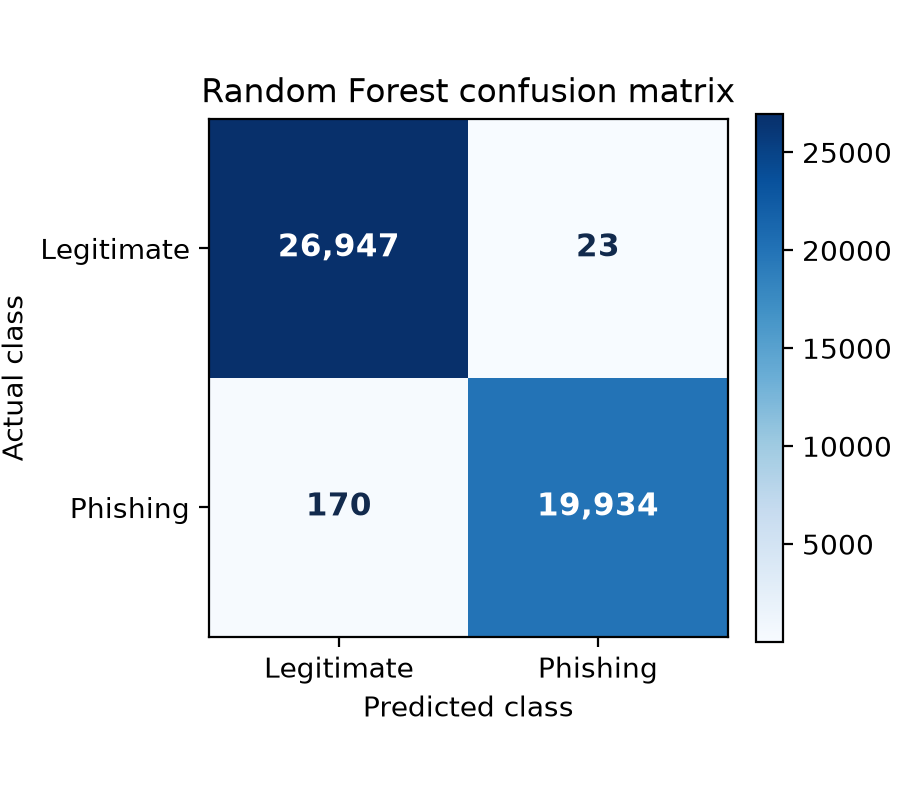 Random Forest confusion matrix
Actual class
Legitimate
26,947
23
Phishing
170
19,934
Legitimate
Phishing
Predicted class
25000
20000
15000
10000
5000